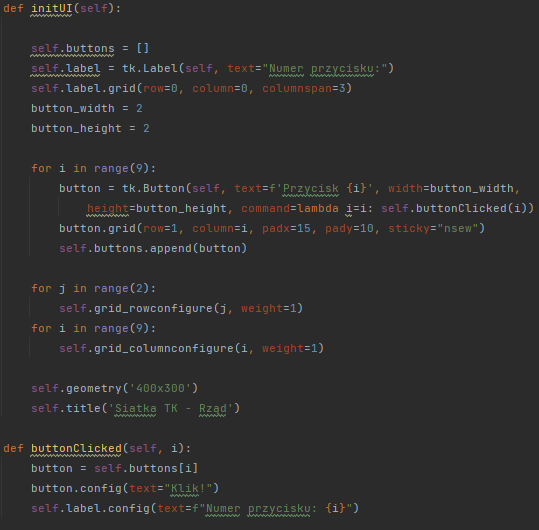 def initUI(self):
self.buttons = []
self.label = tk.Label(self, text="Numer przycisku:")
self.label.grid(row=0, column=0, columnspan=3)
button_width = 2
button_height = 2
for i in range(9):
button = tk.Button(self, text=f'Przycisk {i}', width=button_width,
height=button_height, command=lambda i=i: self.buttonClicked(i))
button.grid(row=1, column=i, padx=15, pady=10, sticky="nsew")
self.buttons.append(button)
for j in range(2):
self.grid_rowconfigure(j, weight=1)
for i in range(9):
self.grid_columnconfigure(i, weight=1)
self.geometry('400x300')
self.title('Siatka TK - Rząd')
def buttonClicked(self, i):
button = self.buttons[i]
button.config(text="Klik!")
self.label.config(text=f"Numer przycisku: {i}")